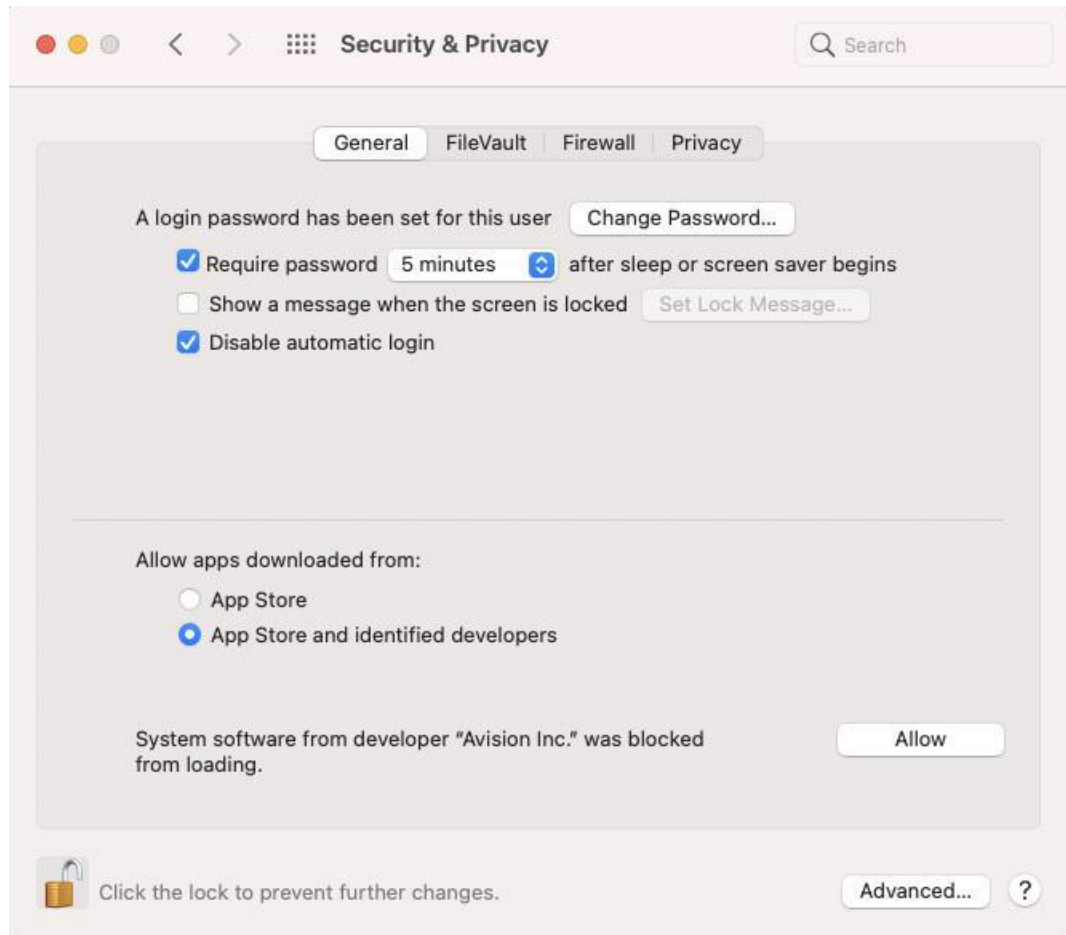 Security & Privacy
Search
General FileVault Firewall Privacy
A login password has been set for this user Change Password...
Require password 5 minutes after sleep or screen saver begins
Show a message when the screen is locked Set Lock Message...
Disable automatic login
Allow apps downloaded from:
App Store
App Store and identified developers
System software from developer “Avision Inc.” was blocked Allow
from loading.
Click the lock to prevent further changes. Advanced... ?